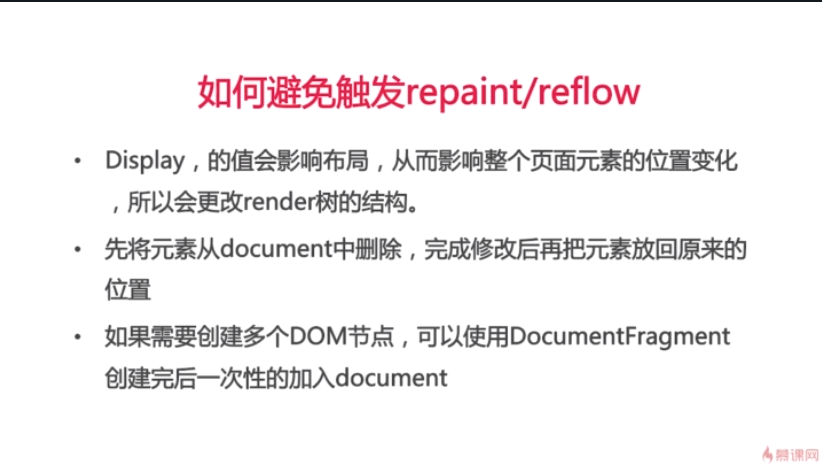 如何避免触发repaint/reflow
• Display，的值会影响布局，从而影响整个页面元素的位置变化
，所以会更改render树的结构。
• 先将元素从document中删除，完成修改后再把元素放回原来的
位置
• 如果需要创建多个DOM节点，可以使用DocumentFragment
创建完后一次性的加入document
慕课网